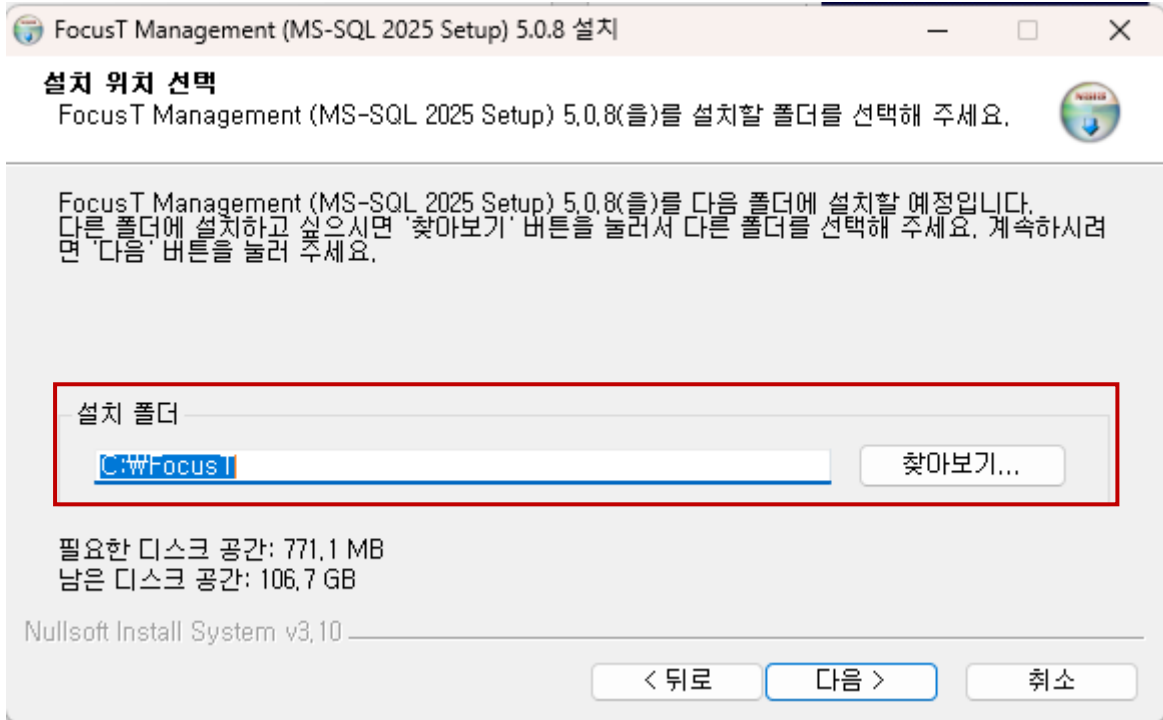 FocusT Management (MS-SQL 2025 Setup) 5.0.8 설치
설치 위치 선택
FocusT Management (MS-SQL 2025 Setup) 5.0.8(을)를 설치할 폴더를 선택해 주세요.
FocusT Management (MS-SQL 2025 Setup) 5.0.8(을)를 다음 폴더에 설치할 예정입니다.
다른 폴더에 설치하고 싶으시면 '찾아보기' 버튼을 눌러서 다른 폴더를 선택해 주세요. 계속하시려
면 '다음' 버튼을 눌러 주세요.
설치 폴더
C:₩FocusT
찾아보기...
필요한 디스크 공간: 771.1 MB
남은 디스크 공간: 106.7 GB
Nullsoft Install System v3.10
< 뒤로
다음 >
취소